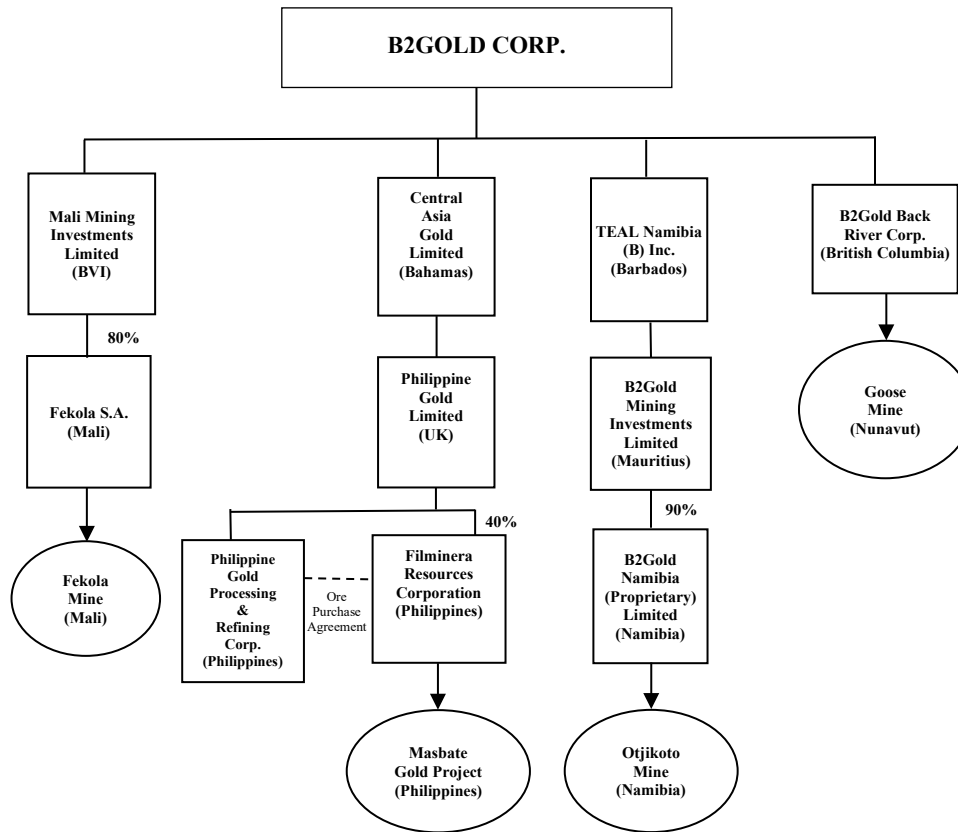 B2GOLD CORP.
Mali Mining
Investments
Limited
(BVI)
Central
Asia
Gold
Limited
(Bahamas)
TEAL Namibia
(B) Inc.
(Barbados)
B2Gold Back
River Corp.
(British Columbia)
80%
Fekola S.A.
(Mali)
Philippine
Gold
Limited
(UK)
B2Gold
Mining
Investments
Limited
(Mauritius)
Goose
Mine
(Nunavut)
40%
90%
Fekola
Mine
(Mali)
Philippine
Gold
Processing
&
Refining
Corp.
(Philippines)
Ore
Purchase
Agreement
Filminera
Resources
Corporation
(Philippines)
B2Gold
Namibia
(Proprietary)
Limited
(Namibia)
Masbate
Gold Project
(Philippines)
Otjikoto
Mine
(Namibia)